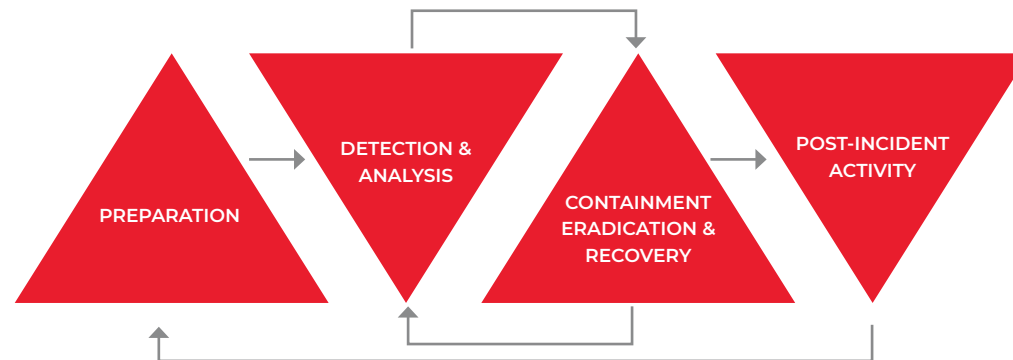 PREPARATION
DETECTION &
ANALYSIS
CONTAINMENT
ERADICATION &
RECOVERY
POST-INCIDENT
ACTIVITY